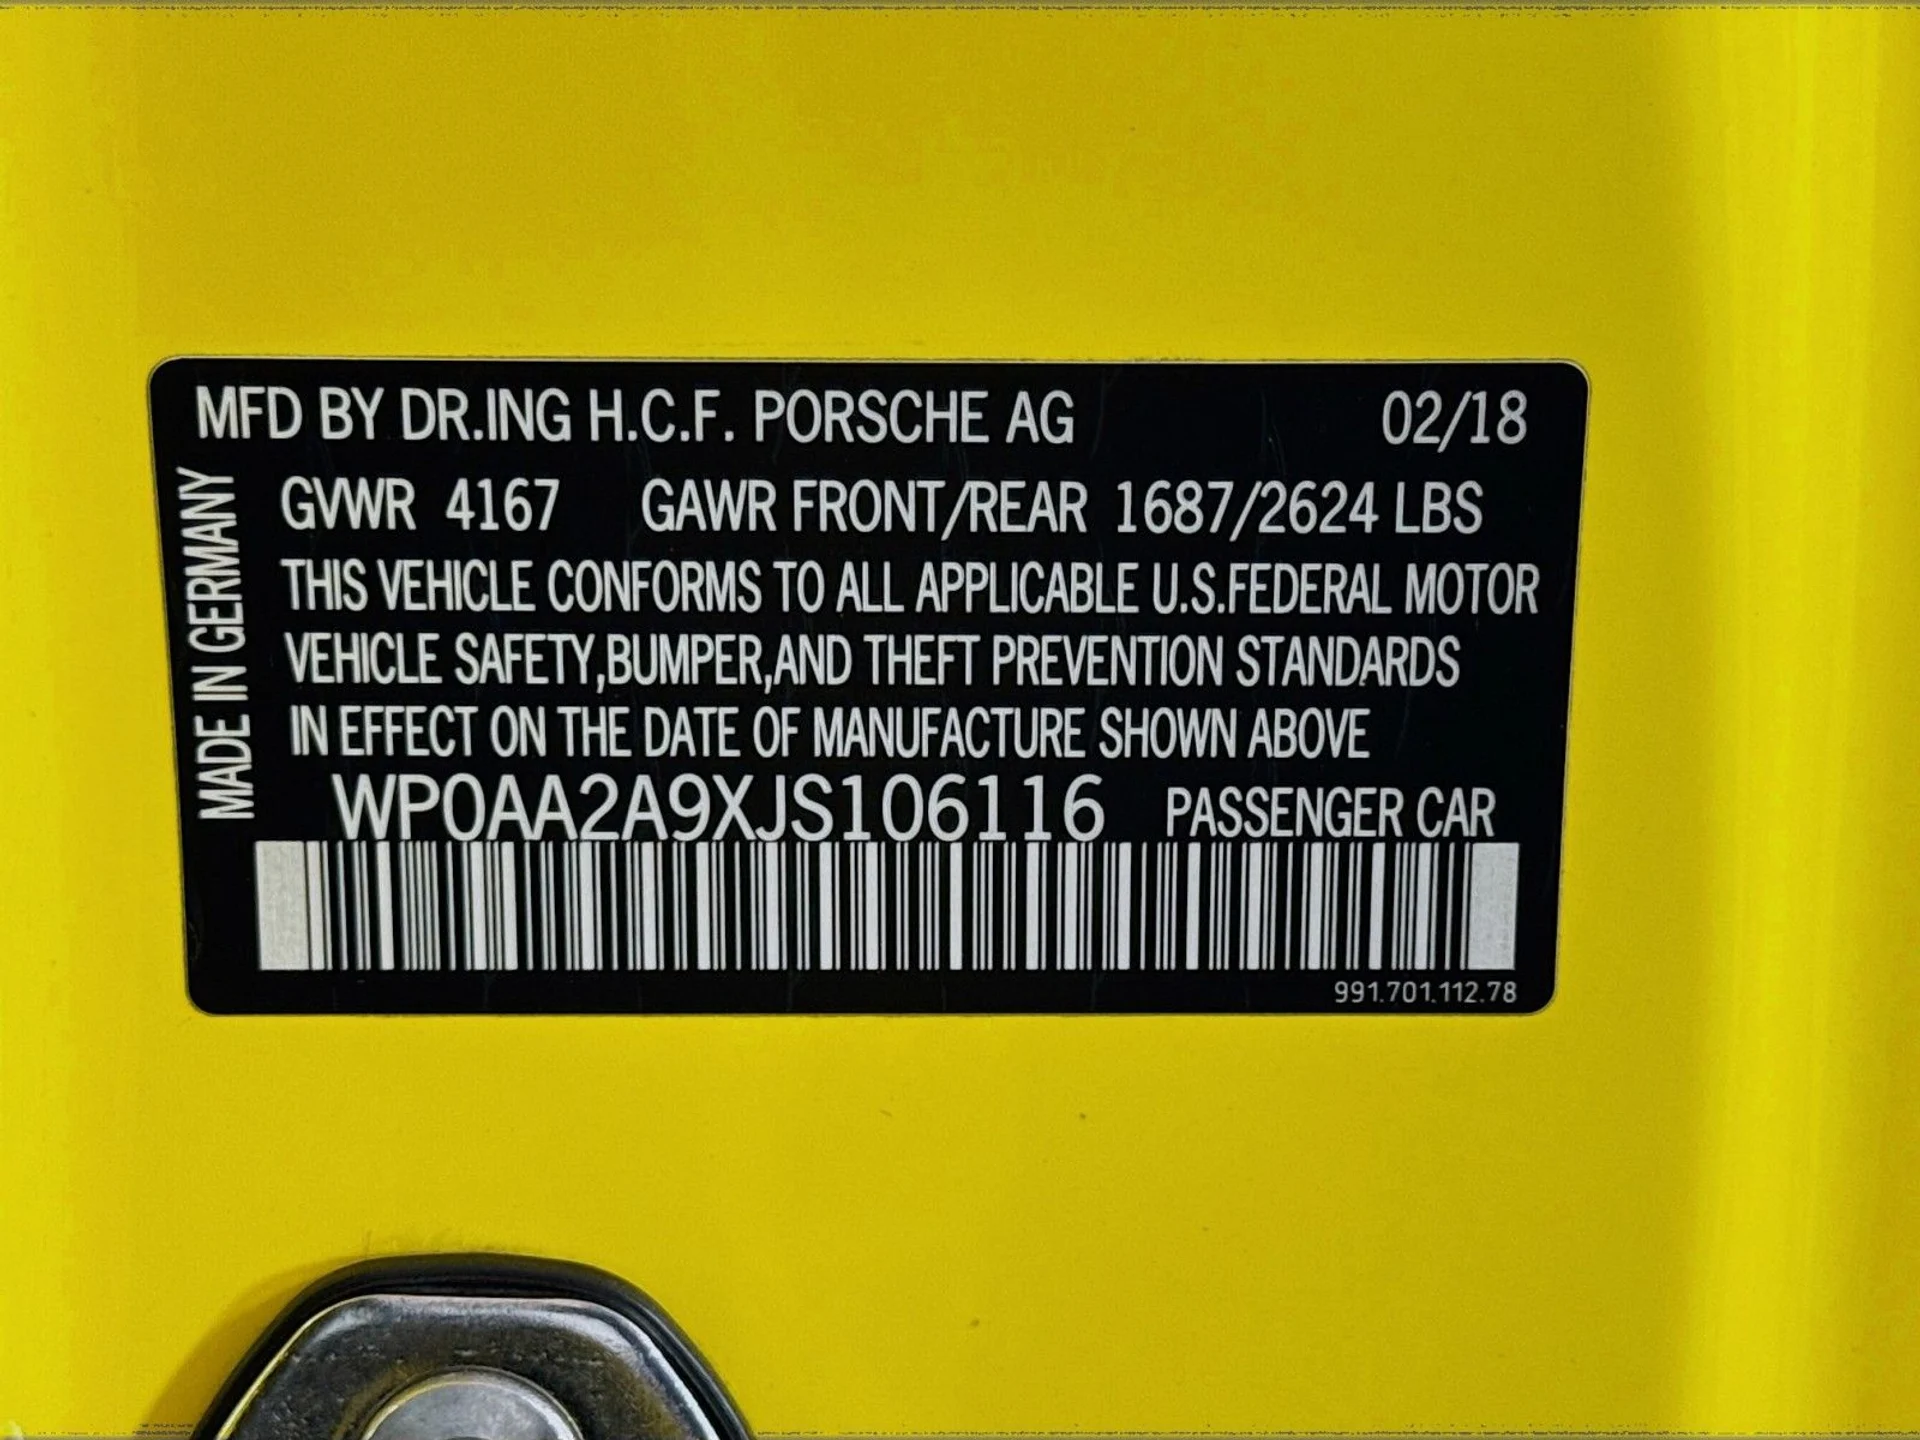 MFD BY DR.ING H.C.F. PORSCHE AG 02/18
MADE IN GERMANY
GVWR 4167 GAWR FRONT/REAR 1687/2624 LBS
THIS VEHICLE CONFORMS TO ALL APPLICABLE U.S.FEDERAL MOTOR
VEHICLE SAFETY,BUMPER,AND THEFT PREVENTION STANDARDS
IN EFFECT ON THE DATE OF MANUFACTURE SHOWN ABOVE
WP0AA2A9XJS106116 PASSENGER CAR
991.701.112.78